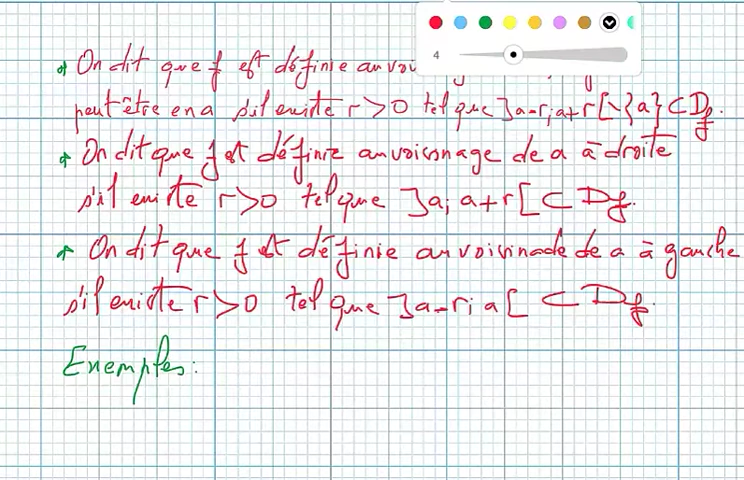 * On dit que f est définie au voi
peut être en a s'il existe r > 0 tel que ]a-r; a+r[ \ {a} ⊂ Df.
* On dit que f est définie au voisinage de a à droite
s'il existe r > 0 tel que ]a; a+r[ ⊂ Df.
* On dit que f est définie au voisinade de a à gauche
s'il existe r > 0 tel que ]a-r; a[ ⊂ Df.
Exemples:
4